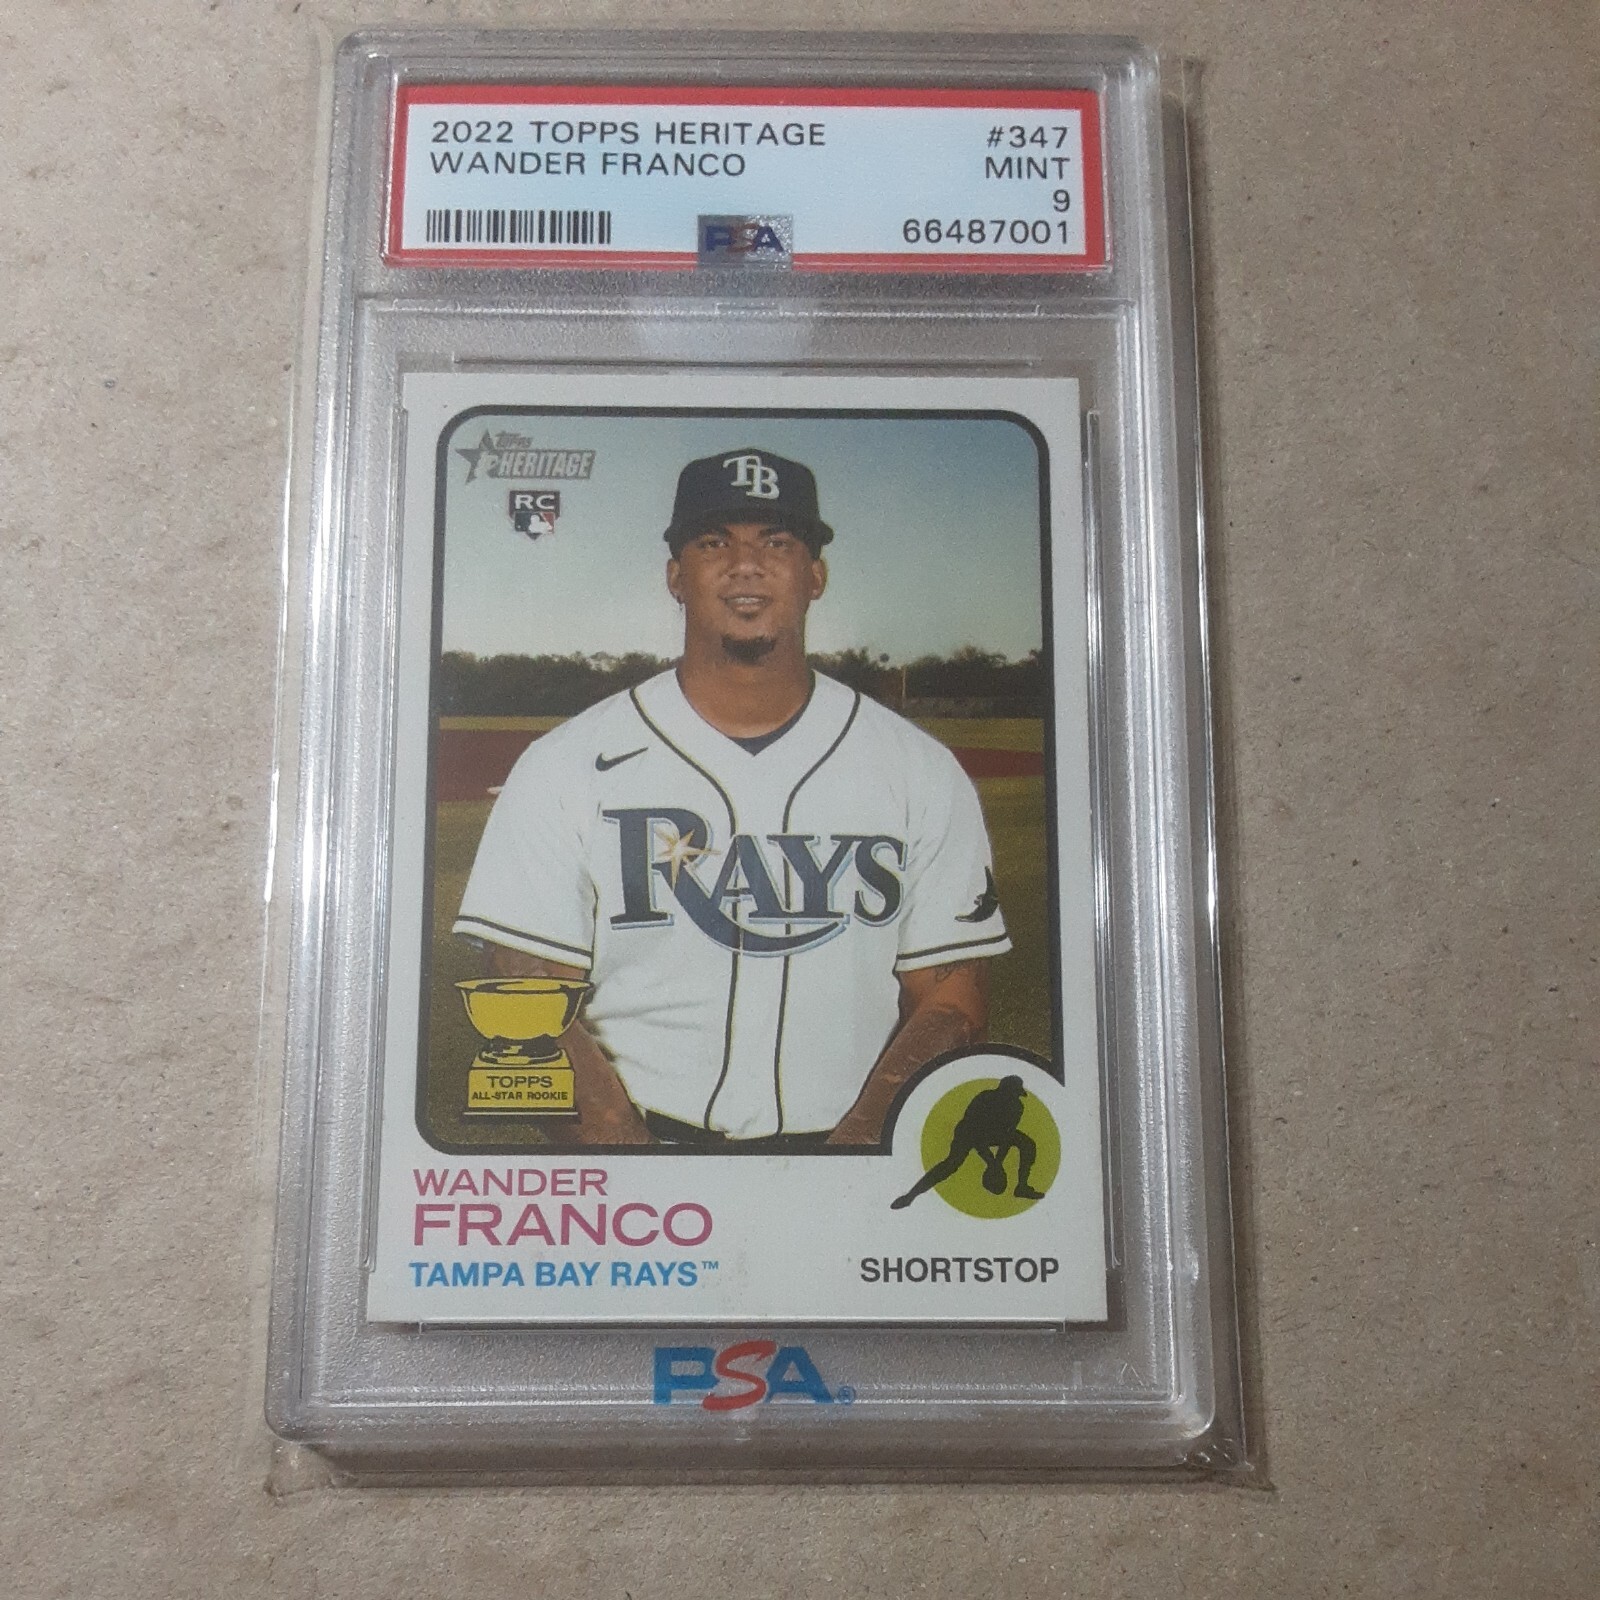 2022 TOPPS HERITAGE #347
WANDER FRANCO MINT
9
PSA 66487001
TOPPS
HERITAGE
RC
TB
RAYS
TOPPS
ALL-STAR ROOKIE
WANDER
FRANCO
TAMPA BAY RAYS™ SHORTSTOP
PSA®